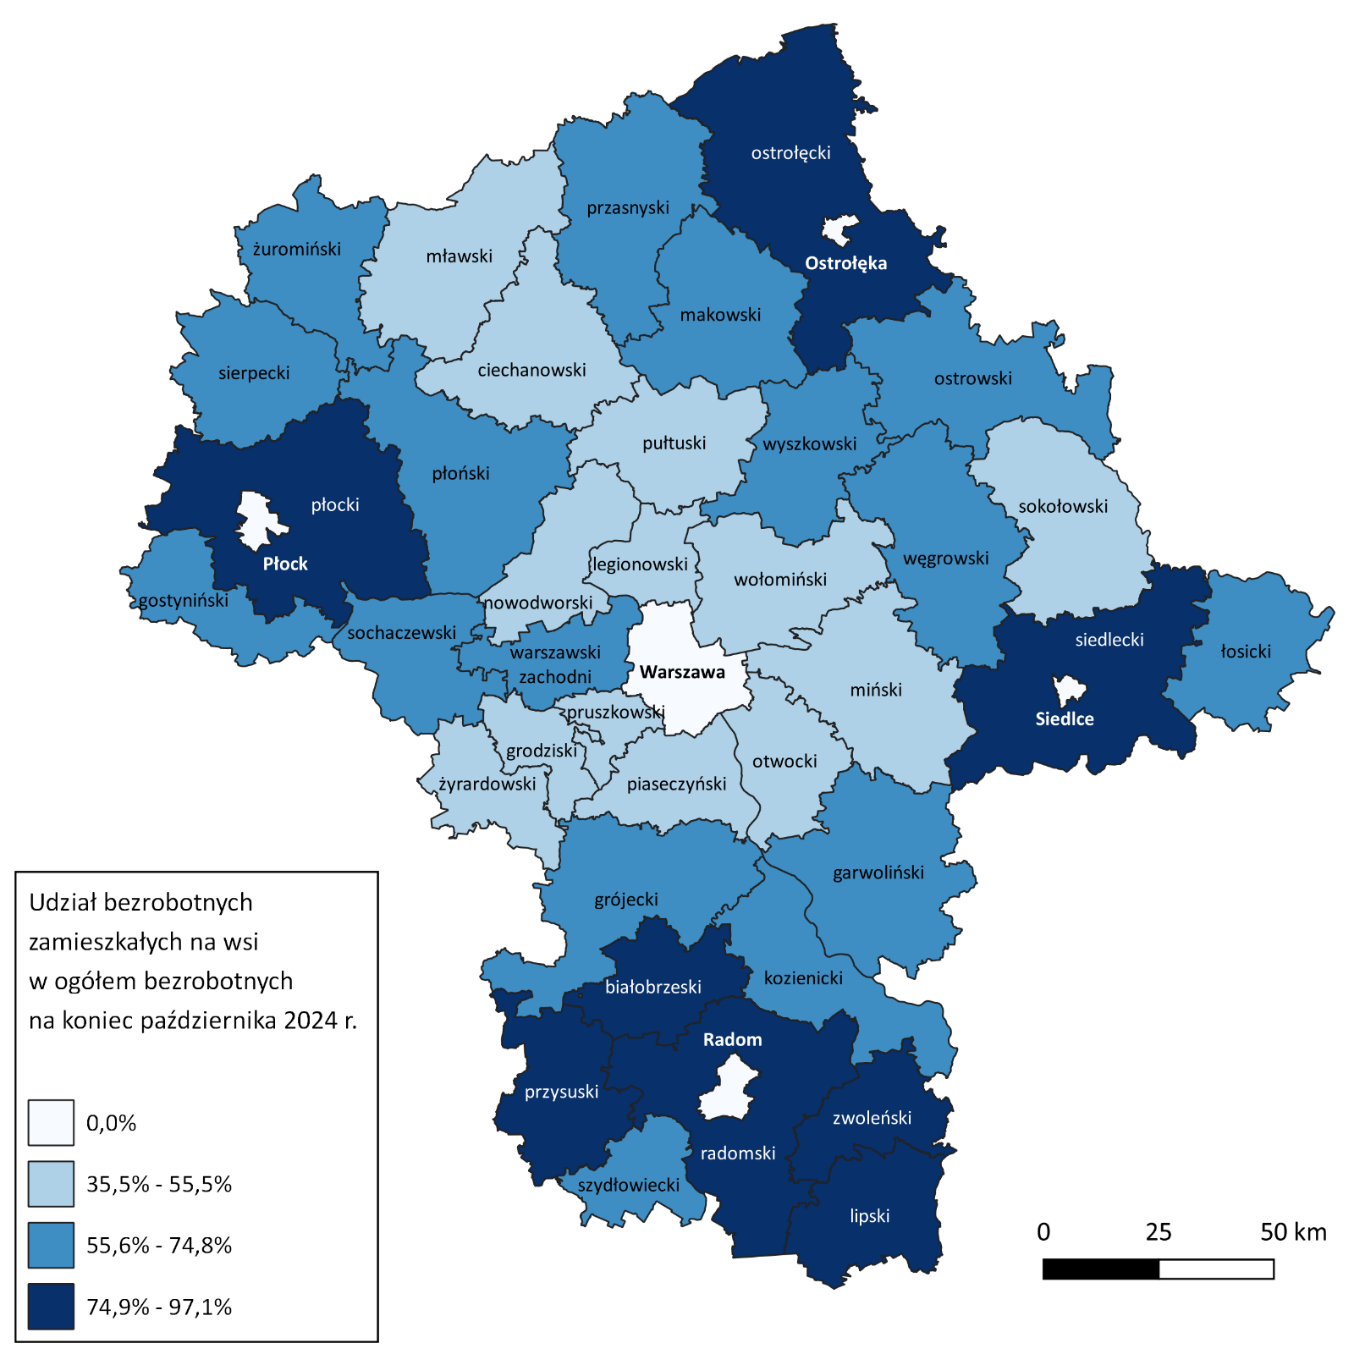 ostrołęcki
przasnyski
żuromiński
mławski
Ostrołęka
makowski
ciechanowski
sierpecki
ostrowski
pułtuski
wyszkowski
płoński
płocki
sokołowski
węgrowski
Płock
legionowski
wołomiński
gostyniński
nowodworski
sochaczewski
siedlecki
warszawski
zachodni
łosicki
Warszawa
miński
pruszkowski
Siedlce
grodziski
otwocki
żyrardowski
piaseczyński
garwoliński
grójecki
kozienicki
białobrzeski
Radom
przysuski
zwoleński
radomski
szydłowiecki
lipski
Udział bezrobotnych
zamieszkałych na wsi
w ogółem bezrobotnych
na koniec października 2024 r.
0,0%
35,5% - 55,5%
55,6% - 74,8%
74,9% - 97,1%
0 25 50 km